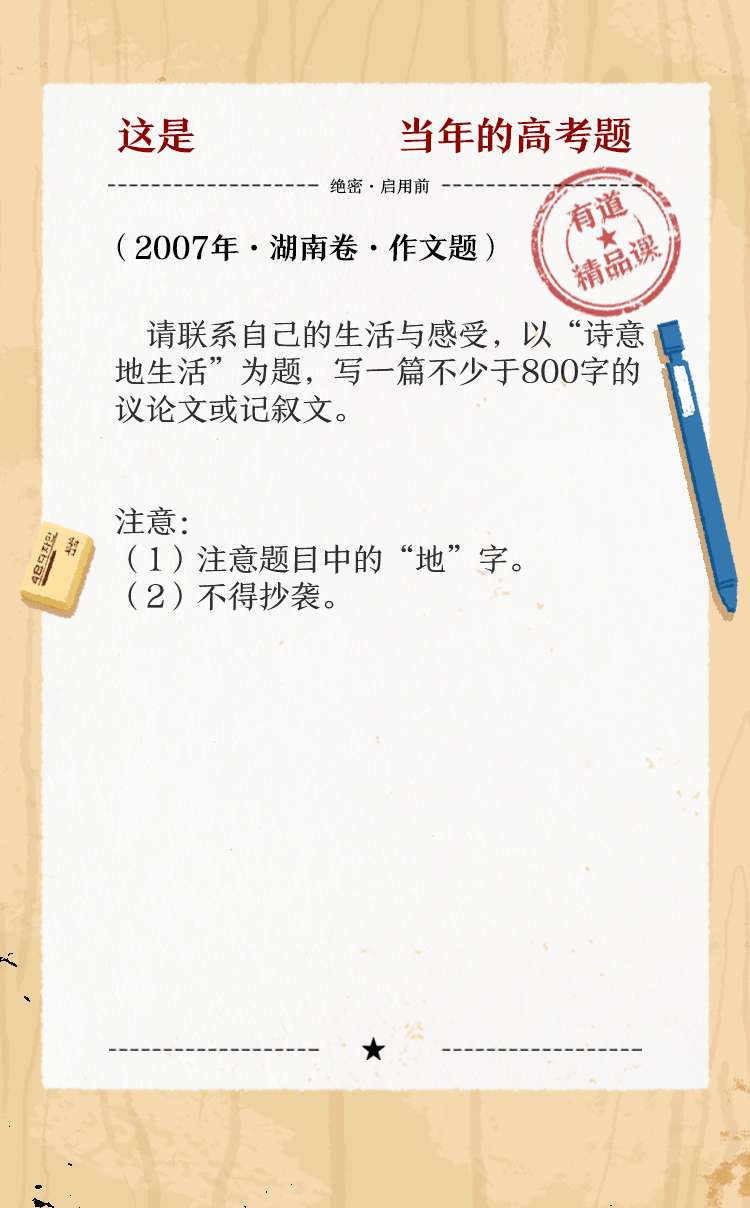 这是 当年的高考题
绝密·启用前
有道
精品课
（2007年·湖南卷·作文题）
请联系自己的生活与感受，以“诗意
地生活”为题，写一篇不少于800字的
议论文或记叙文。
注意：
（1）注意题目中的“地”字。
（2）不得抄袭。